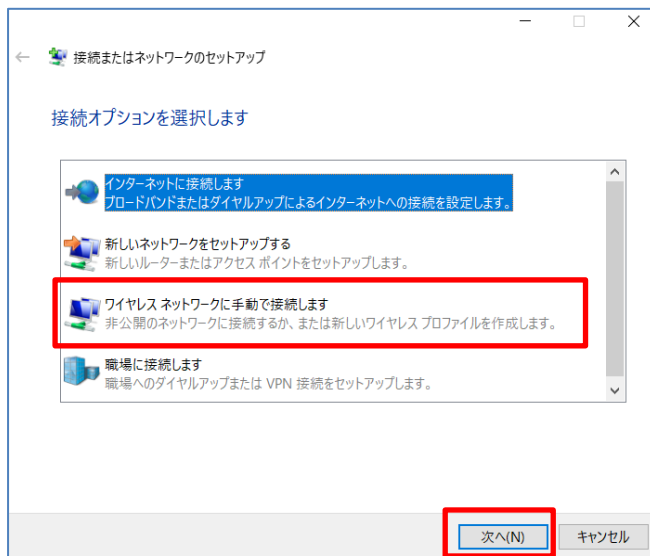 接続またはネットワークのセットアップ
接続オプションを選択します
インターネットに接続します
ブロードバンドまたはダイヤルアップによるインターネットへの接続を設定します。
新しいネットワークをセットアップする
新しいルーターまたはアクセス ポイントをセットアップします。
ワイヤレス ネットワークに手動で接続します
非公開のネットワークに接続するか、または新しいワイヤレス プロファイルを作成します。
職場に接続します
職場へのダイヤルアップまたは VPN 接続をセットアップします。
次へ(N) キャンセル